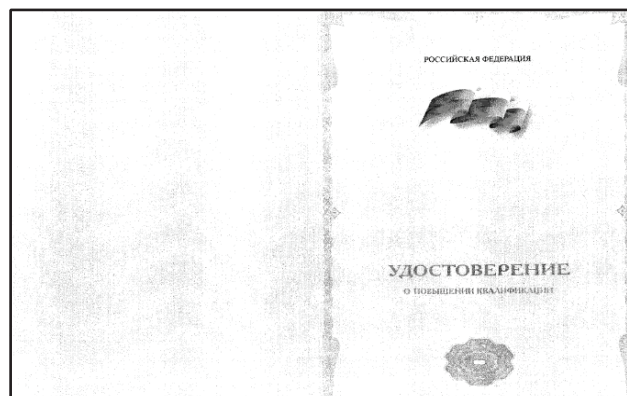 РОССИЙСКАЯ ФЕДЕРАЦИЯ
УДОСТОВЕРЕНИЕ
О ПОВЫШЕНИИ КВАЛИФИКАЦИИ